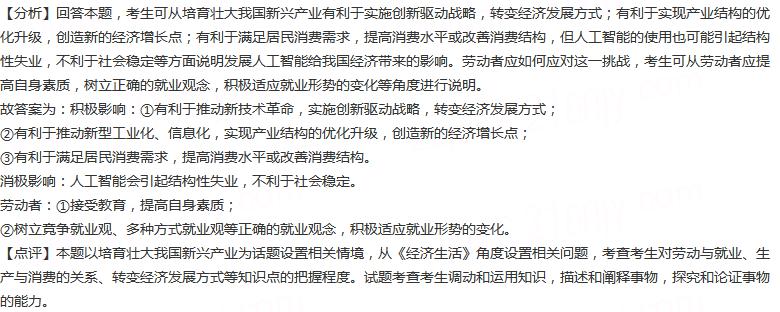 【分析】回答本题，考生可从培育壮大我国新兴产业有利于实施创新驱动战略，转变经济发展方式；有利于实现产业结构的优
化升级，创造新的经济增长点；有利于满足居民消费需求，提高消费水平或改善消费结构，但人工智能的使用也可能引起结构
性失业，不利于社会稳定等方面说明发展人工智能给我国经济带来的影响。劳动者应如何应对这一挑战，考生可从劳动者应提
高自身素质，树立正确的就业观念，积极适应就业形势的变化等角度进行说明。
故答案为：积极影响：①有利于推动新技术革命，实施创新驱动战略，转变经济发展方式；
②有利于推动新型工业化、信息化，实现产业结构的优化升级，创造新的经济增长点；
③有利于满足居民消费需求，提高消费水平或改善消费结构。
消极影响：人工智能会引起结构性失业，不利于社会稳定。
劳动者：①接受教育，提高自身素质；
②树立竞争就业观、多种方式就业观等正确的就业观念，积极适应就业形势的变化。
【点评】本题以培育壮大我国新兴产业为话题设置相关情境，从《经济生活》角度设置相关问题，考查考生对劳动与就业、生
产与消费的关系、转变经济发展方式等知识点的把握程度。试题考查考生调动和运用知识，描述和阐释事物，探究和论证事物
的能力。